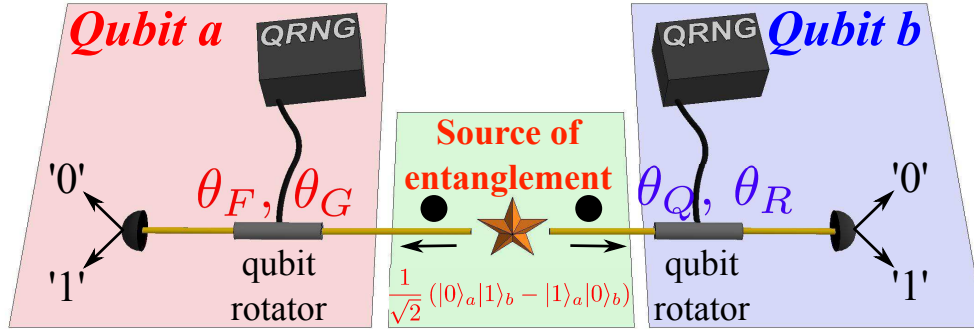 Qubit a
QRNG
QRNG
Qubit b
Source of
entanglement
'0'
'1'
θ_F, θ_G
qubit
rotator
1/√2 (|0⟩_a|1⟩_b − |1⟩_a|0⟩_b)
θ_Q, θ_R
qubit
rotator
'0'
'1'